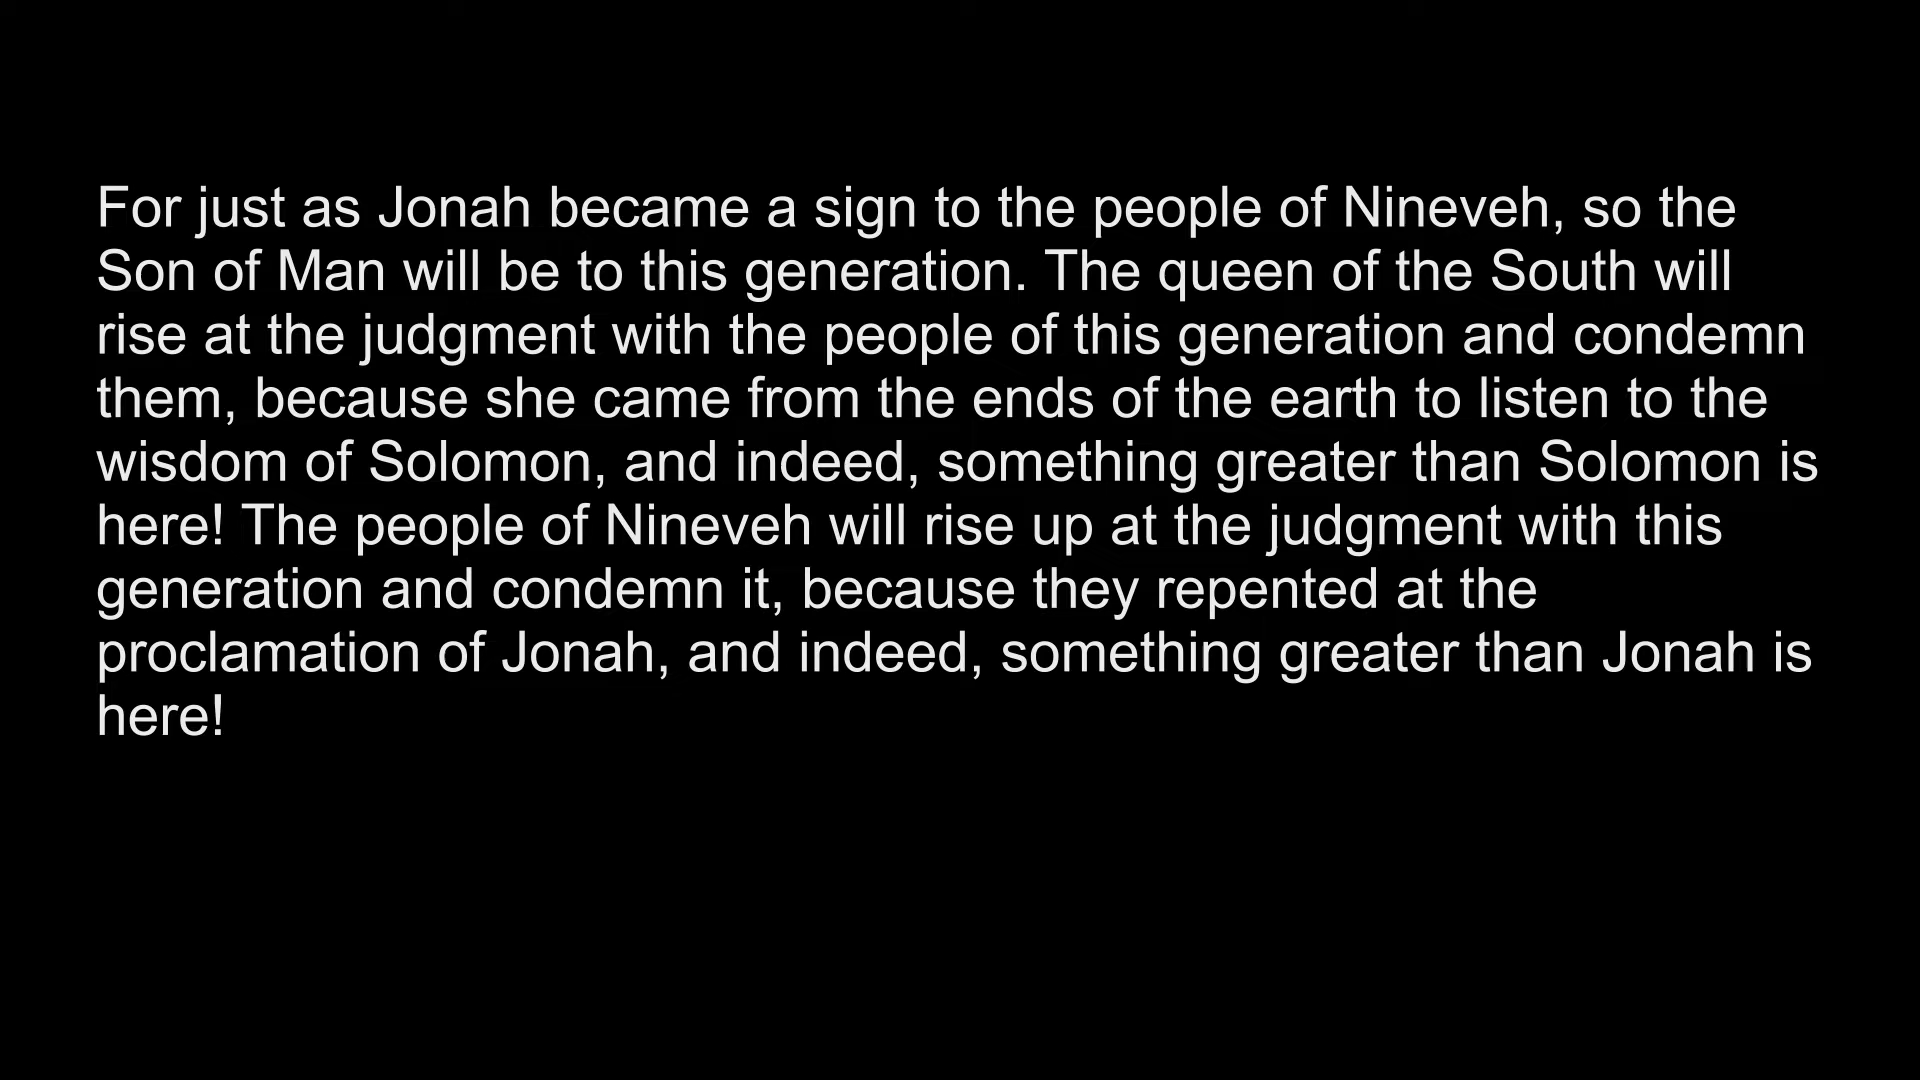 For just as Jonah became a sign to the people of Nineveh, so the
Son of Man will be to this generation. The queen of the South will
rise at the judgment with the people of this generation and condemn
them, because she came from the ends of the earth to listen to the
wisdom of Solomon, and indeed, something greater than Solomon is
here! The people of Nineveh will rise up at the judgment with this
generation and condemn it, because they repented at the
proclamation of Jonah, and indeed, something greater than Jonah is
here!